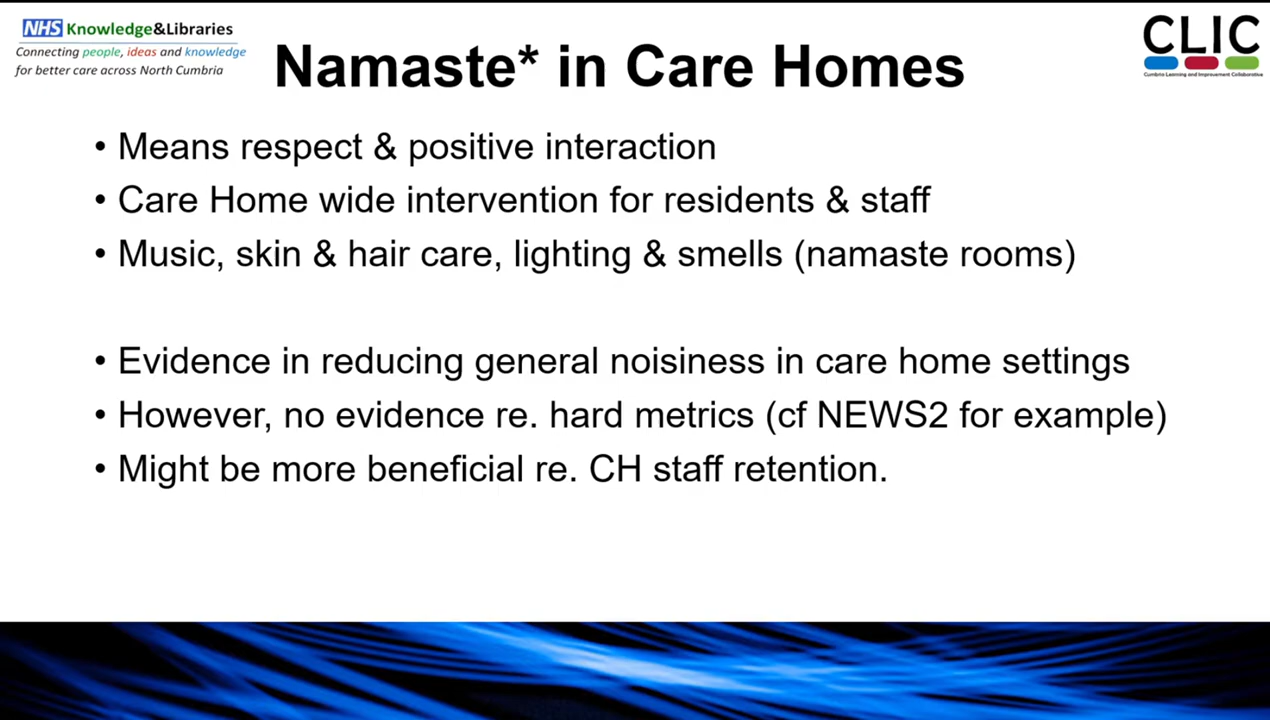 NHS Knowledge&Libraries
Connecting people, ideas and knowledge
for better care across North Cumbria
CLIC
Cumbria Learning and Improvement Collaborative
Namaste* in Care Homes
• Means respect & positive interaction
• Care Home wide intervention for residents & staff
• Music, skin & hair care, lighting & smells (namaste rooms)
• Evidence in reducing general noisiness in care home settings
• However, no evidence re. hard metrics (cf NEWS2 for example)
• Might be more beneficial re. CH staff retention.